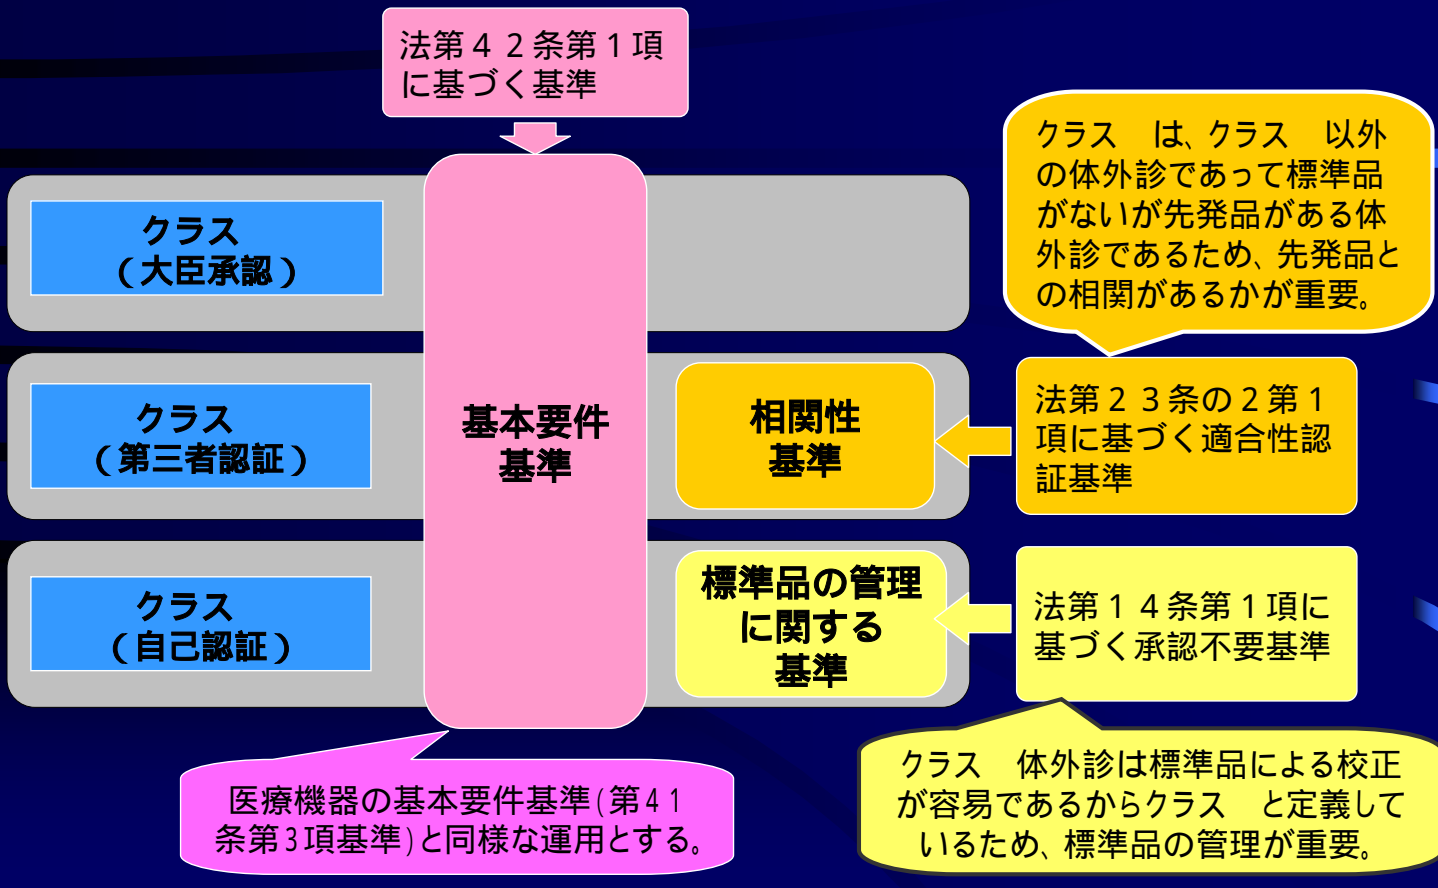 法第４２条第１項
に基づく基準
クラス　は、クラス　以外
の体外診であって標準品
がないが先発品がある体
外診であるため、先発品と
の相関があるかが重要。
クラス
（大臣承認）
クラス
（第三者認証）
基本要件
基準
相関性
基準
法第２３条の２第１
項に基づく適合性認
証基準
クラス
（自己認証）
標準品の管理
に関する
基準
法第１４条第１項に
基づく承認不要基準
医療機器の基本要件基準(第41
条第3項基準)と同様な運用とする。
クラス　体外診は標準品による校正
が容易であるからクラス　と定義して
いるため、標準品の管理が重要。